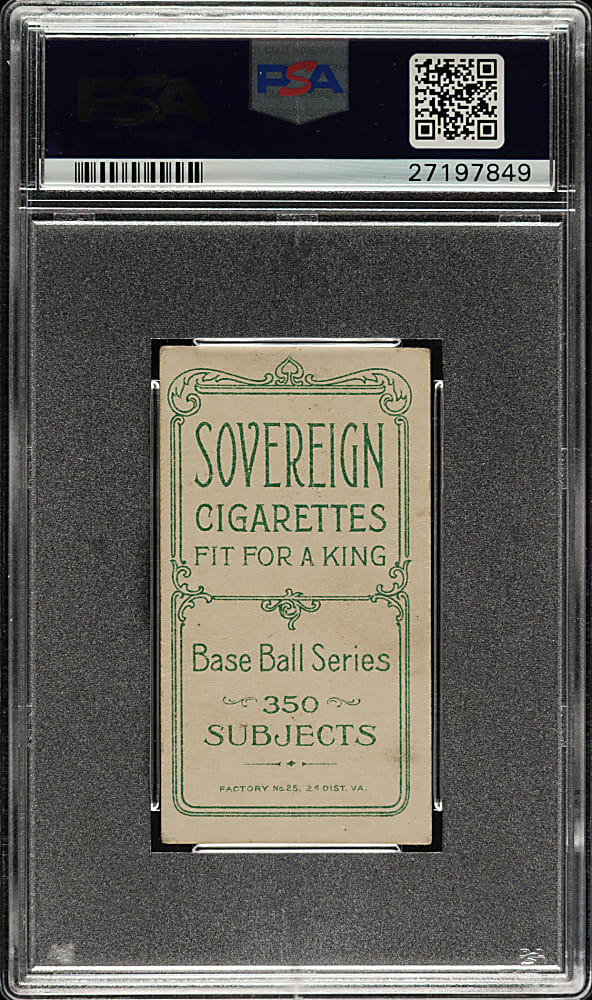 PSA
PSA
27197849
SOVEREIGN
CIGARETTES
FIT FOR A KING
Base Ball Series
350
SUBJECTS
FACTORY No. 25, 2d DIST. VA.